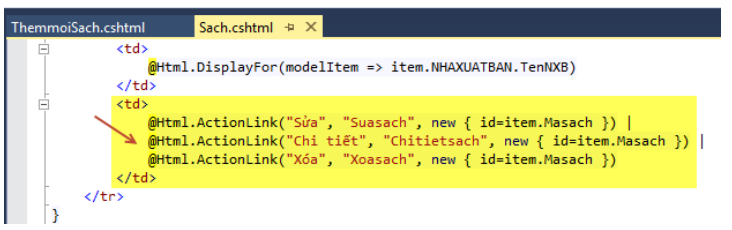 ThemmoiSach.cshtml Sach.cshtml
<td>
@Html.DisplayFor(modelItem => item.NHAXUATBAN.TenNXB)
</td>
<td>
@Html.ActionLink("Sửa", "Suasach", new { id=item.Masach }) |
@Html.ActionLink("Chi tiết", "Chitietsach", new { id=item.Masach }) |
@Html.ActionLink("Xóa", "Xoasach", new { id=item.Masach })
</td>
</tr>
}